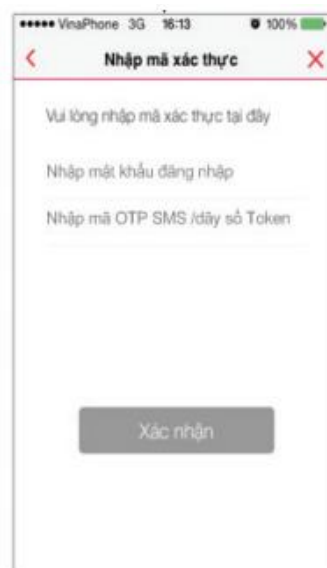 VinaPhone 3G 16:13 100%
Nhập mã xác thực
Vui lòng nhập mã xác thực tại đây
Nhập mật khẩu đăng nhập
Nhập mã OTP SMS /dãy số Token
Xác nhận